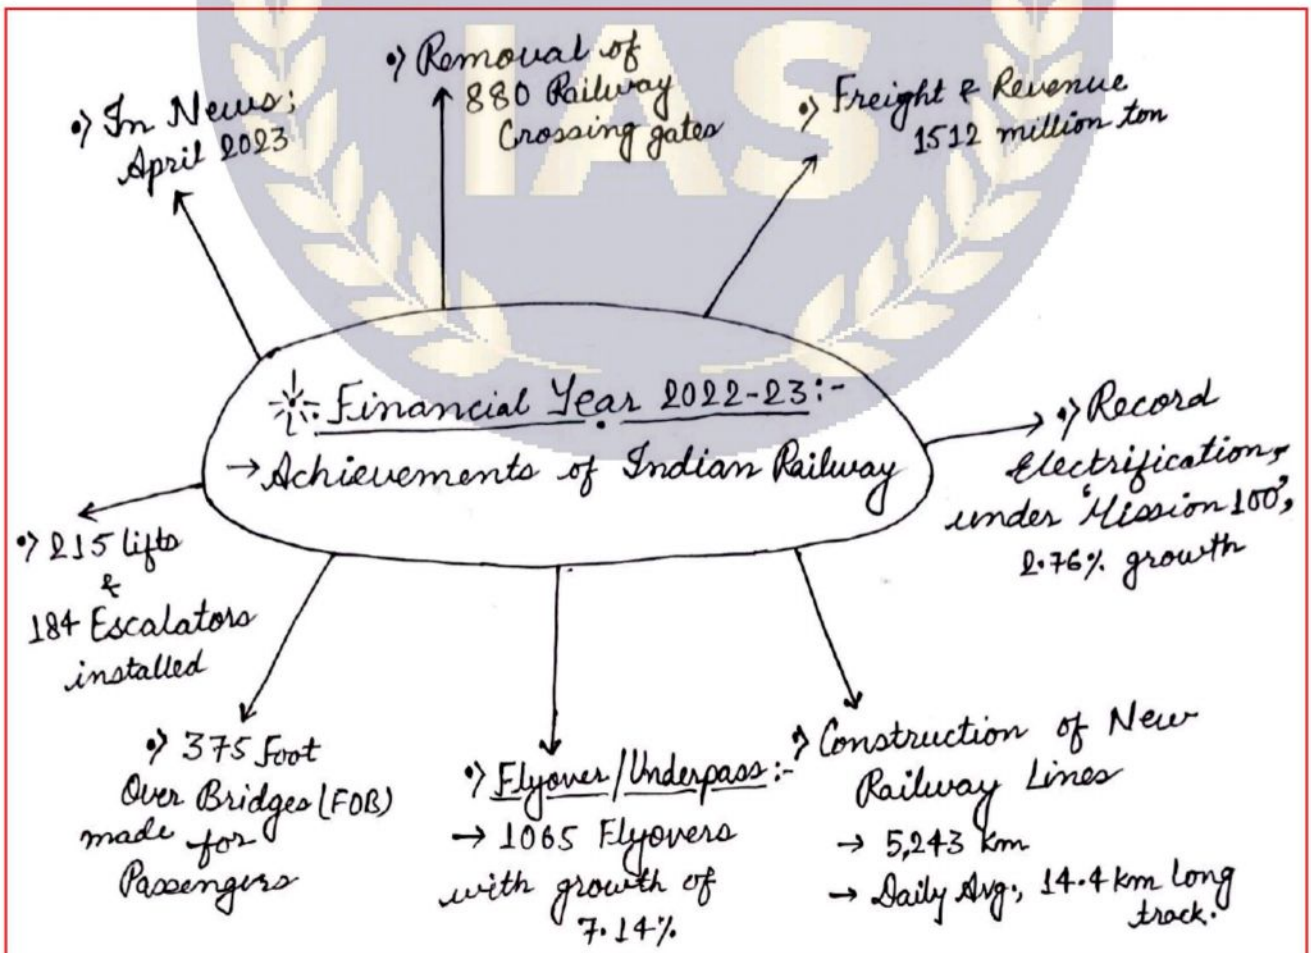 IAS
•) In News:
April 2023
•) Removal of
880 Railway
Crossing gates
•) Freight & Revenue
1512 million ton
Financial Year 2022-23:-
→ Achievements of Indian Railway
•) Record
Electrification,
under 'Mission 100',
2.76% growth
•) 215 lifts
&
184 Escalators
installed
•) 375 Foot
Over Bridges (FOB)
made for
Passengers
•) Flyover/Underpass:-
→ 1065 Flyovers
with growth of
7.14%
•) Construction of New
Railway Lines
→ 5,243 km
→ Daily Avg., 14.4 km long
track.